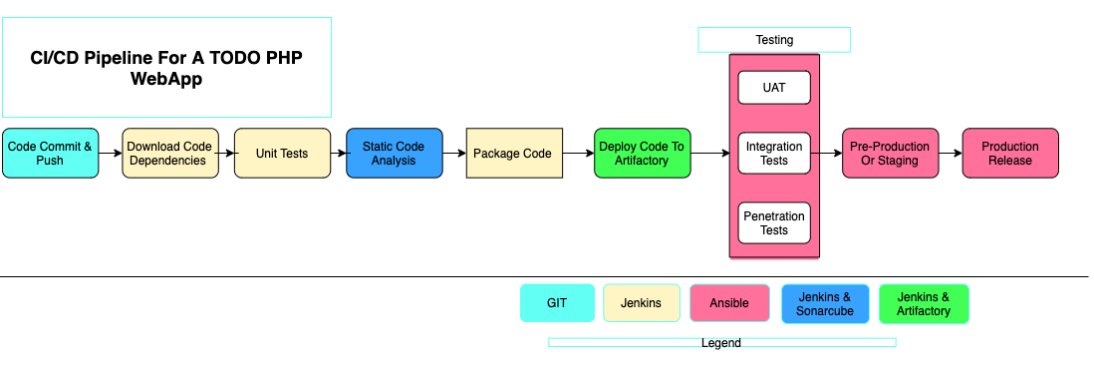 CI/CD Pipeline For A TODO PHP
WebApp
Testing
UAT
Code Commit &
Push
Download Code
Dependencies
Unit Tests
Static Code
Analysis
Package Code
Deploy Code To
Artifactory
Integration
Tests
Pre-Production
Or Staging
Production
Release
Penetration
Tests
GIT
Jenkins
Ansible
Jenkins &
Sonarcube
Jenkins &
Artifactory
Legend